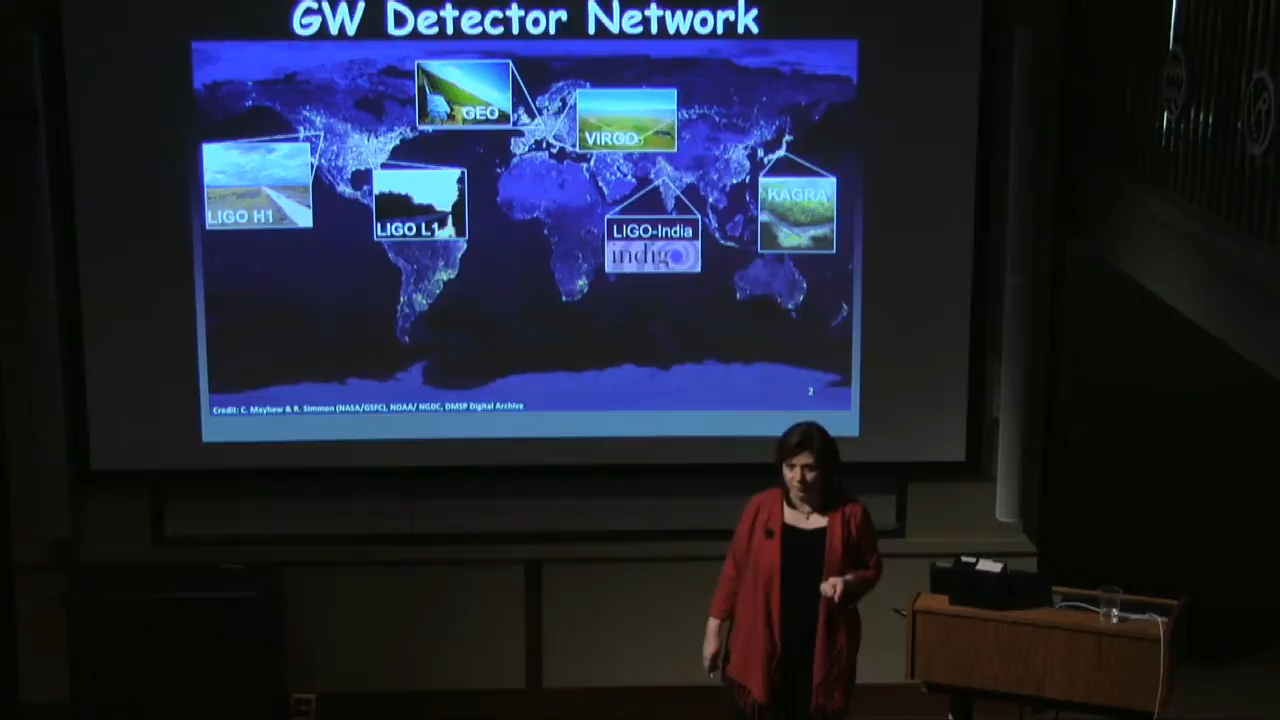 GW Detector Network
GEO
VIRGO
LIGO H1
LIGO L1
LIGO-India
indig
KAGRA
2
Credit: C. Mayhew & R. Simmon (NASA/GSFC), NOAA/ NGDC, DMSP Digital Archive